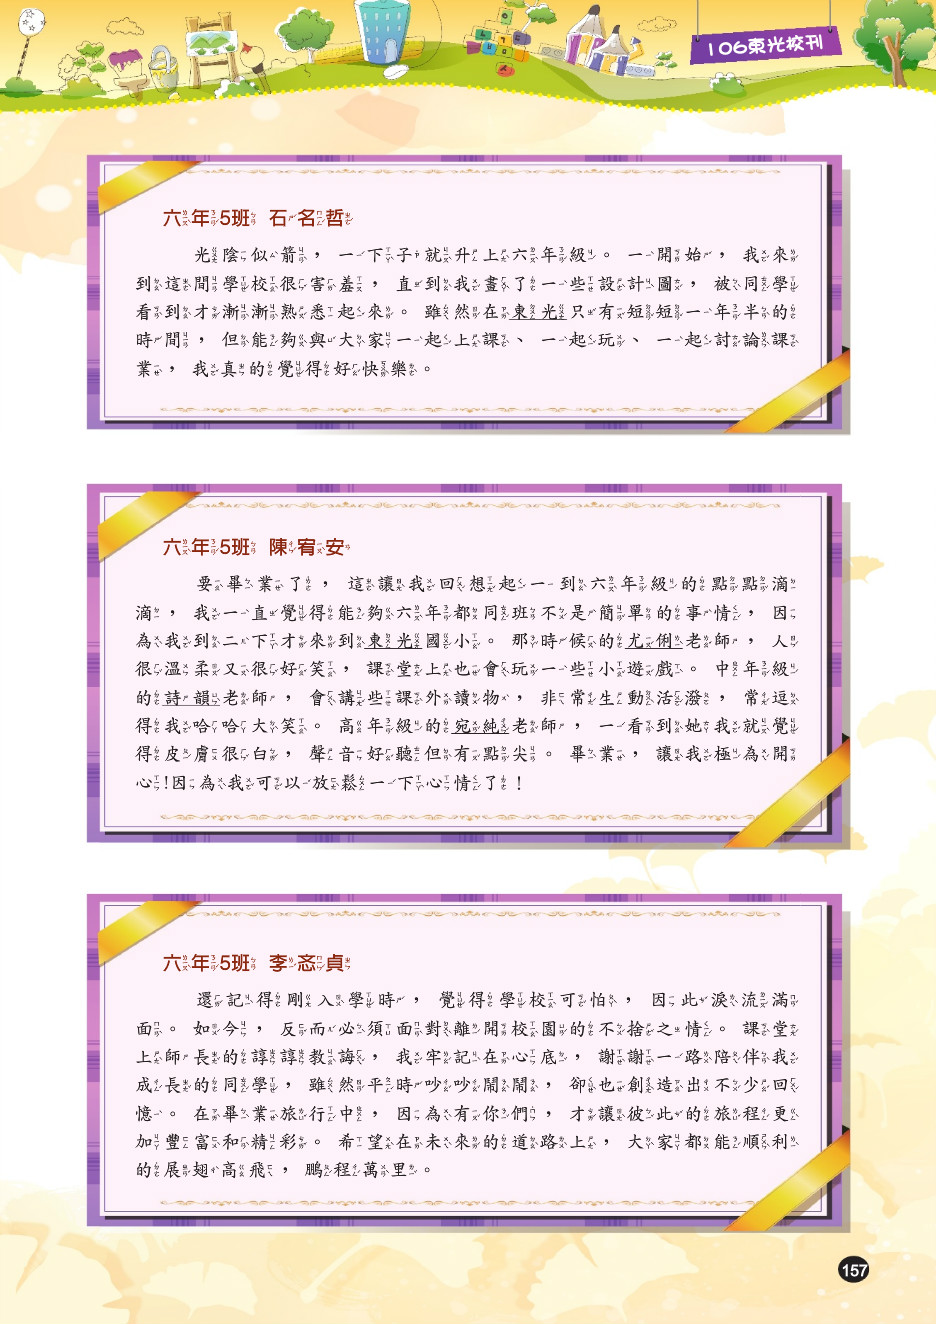 106東光校刊
六年5班 石名哲
光陰似箭，一下子就升上六年級。一開始，我來
到這間學校很害羞，直到我畫了一些設計圖，被同學
看到才漸漸熟悉起來。雖然在東光只有短短一年半的
時間，但能夠與大家一起上課、一起玩、一起討論課
業，我真的覺得好快樂。
六年5班 陳宥安
要畢業了，這讓我回想起一到六年級的點點滴
滴，我一直覺得能夠六年都同班不是簡單的事情，因
為我到二下才來到東光國小。那時候的尤俐老師，人
很溫柔又很好笑，課堂上也會玩一些小遊戲。中年級
的詩韻老師，會講些課外讀物，非常生動活潑，常逗
得我哈哈大笑。高年級的宛純老師，一看到她我就覺
得皮膚很白，聲音好聽但有點尖。畢業，讓我極為開
心!因為我可以放鬆一下心情了!
六年5班 李忞貞
還記得剛入學時，覺得學校可怕，因此淚流滿
面。如今，反而必須面對離開校園的不捨之情。課堂
上師長的諄諄教誨，我牢記在心底，謝謝一路陪伴我
成長的同學，雖然平時吵吵鬧鬧，卻也創造出不少回
憶。在畢業旅行中，因為有你們，才讓彼此的旅程更
加豐富和精彩。希望在未來的道路上，大家都能順利
的展翅高飛，鵬程萬里。
157